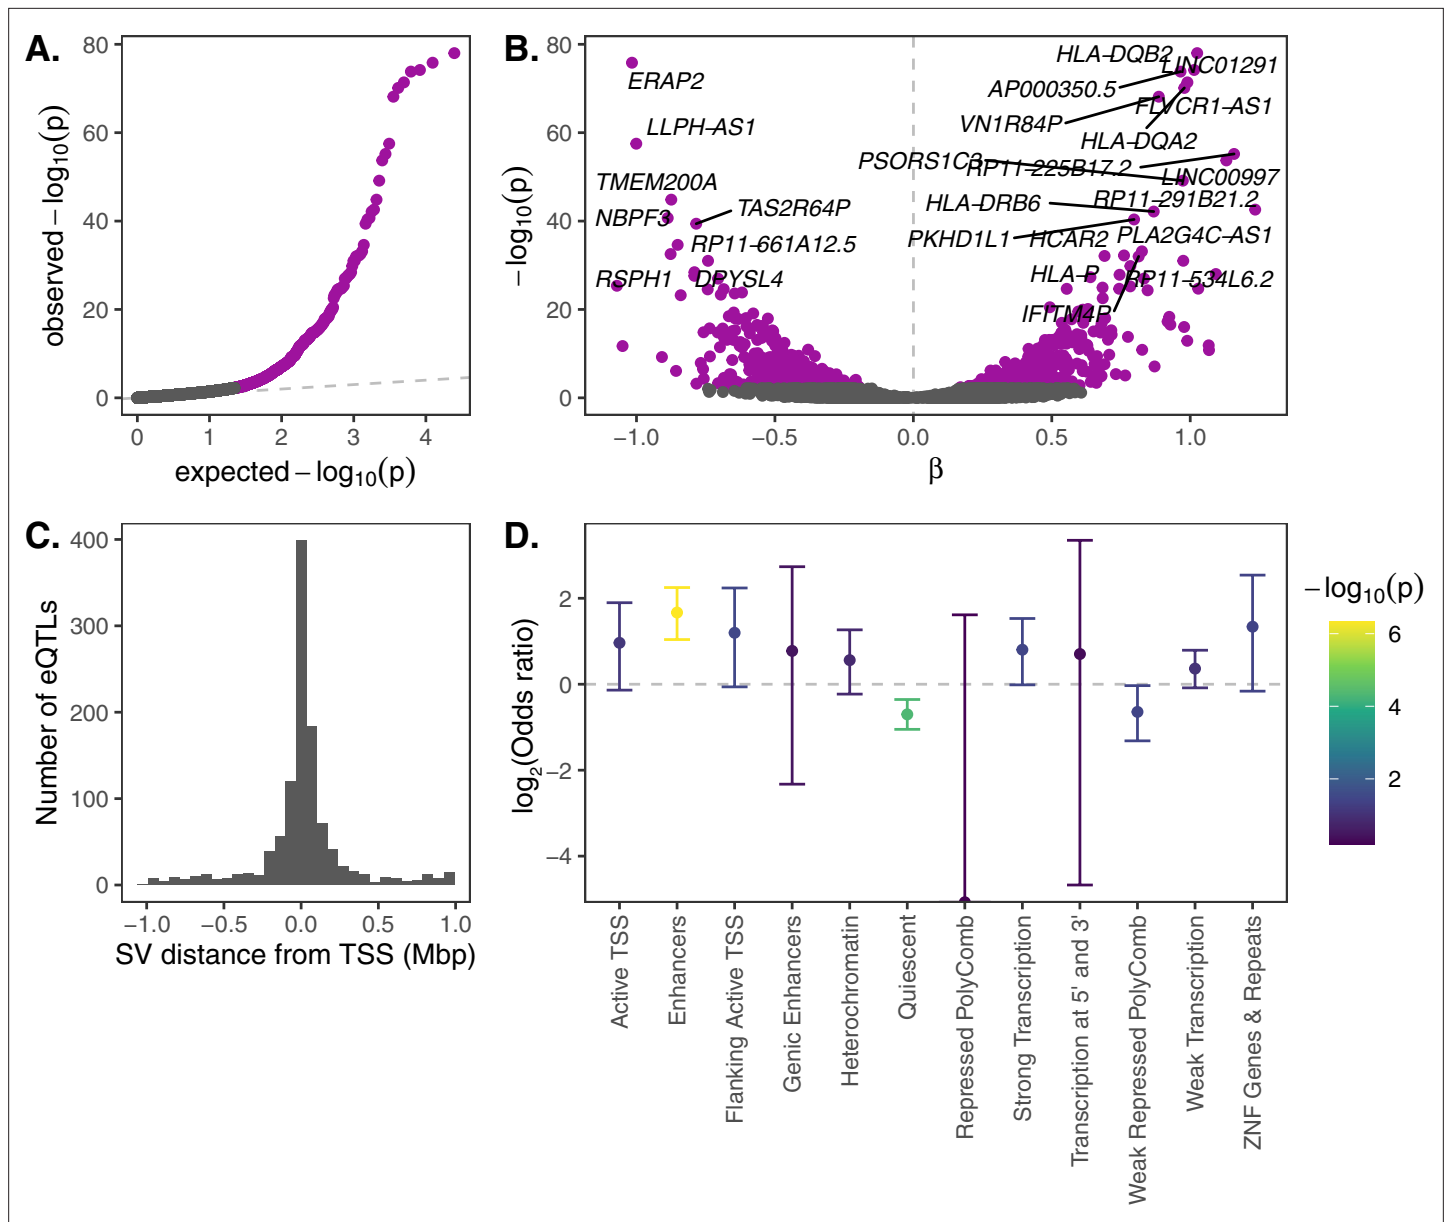 A.
80
60
40
20
0
observed −log10(p)
0 1 2 3 4
expected −log10(p)
B.
80
60
40
20
0
−log10(p)
HLA−DQB2
LINC01291
ERAP2
AP000350.5
FLVCR1−AS1
LLPH−AS1
VN1R84P
HLA−DQA2
PSORS1C3
RP11−225B17.2
TMEM200A
LINC00997
TAS2R64P
HLA−DRB6
RP11−291B21.2
NBPF3
RP11−661A12.5
PKHD1L1
HCAR2
PLA2G4C−AS1
RSPH1
DPYSL4
HLA−P
RP11−534L6.2
IFITM4P
−1.0 −0.5 0.0 0.5 1.0
β
C.
400
300
200
100
0
Number of eQTLs
−1.0 −0.5 0.0 0.5 1.0
SV distance from TSS (Mbp)
D.
2
0
−2
−4
log2(Odds ratio)
Active TSS
Enhancers
Flanking Active TSS
Genic Enhancers
Heterochromatin
Quiescent
Repressed PolyComb
Strong Transcription
Transcription at 5' and 3'
Weak Repressed PolyComb
Weak Transcription
ZNF Genes & Repeats
−log10(p)
6
4
2